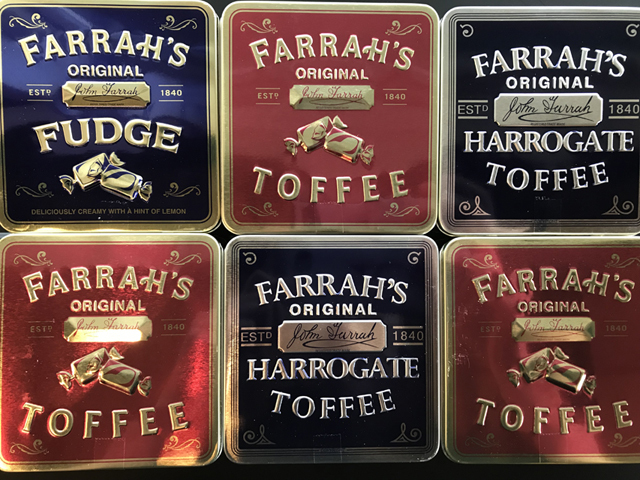 FARRAH'S
ORIGINAL
ESTD John Farrah 1840
FUDGE
DELICIOUSLY CREAMY WITH A HINT OF LEMON
FARRAH'S
ORIGINAL
ESTD John Farrah 1840
TOFFEE
FARRAH'S
ORIGINAL
ESTD John Farrah 1840
HARROGATE
TOFFEE
FARRAH'S
ORIGINAL
ESTD John Farrah 1840
TOFFEE
FARRAH'S
ORIGINAL
ESTD John Farrah 1840
HARROGATE
TOFFEE
FARRAH'S
ORIGINAL
ESTD John Farrah 1840
TOFFEE